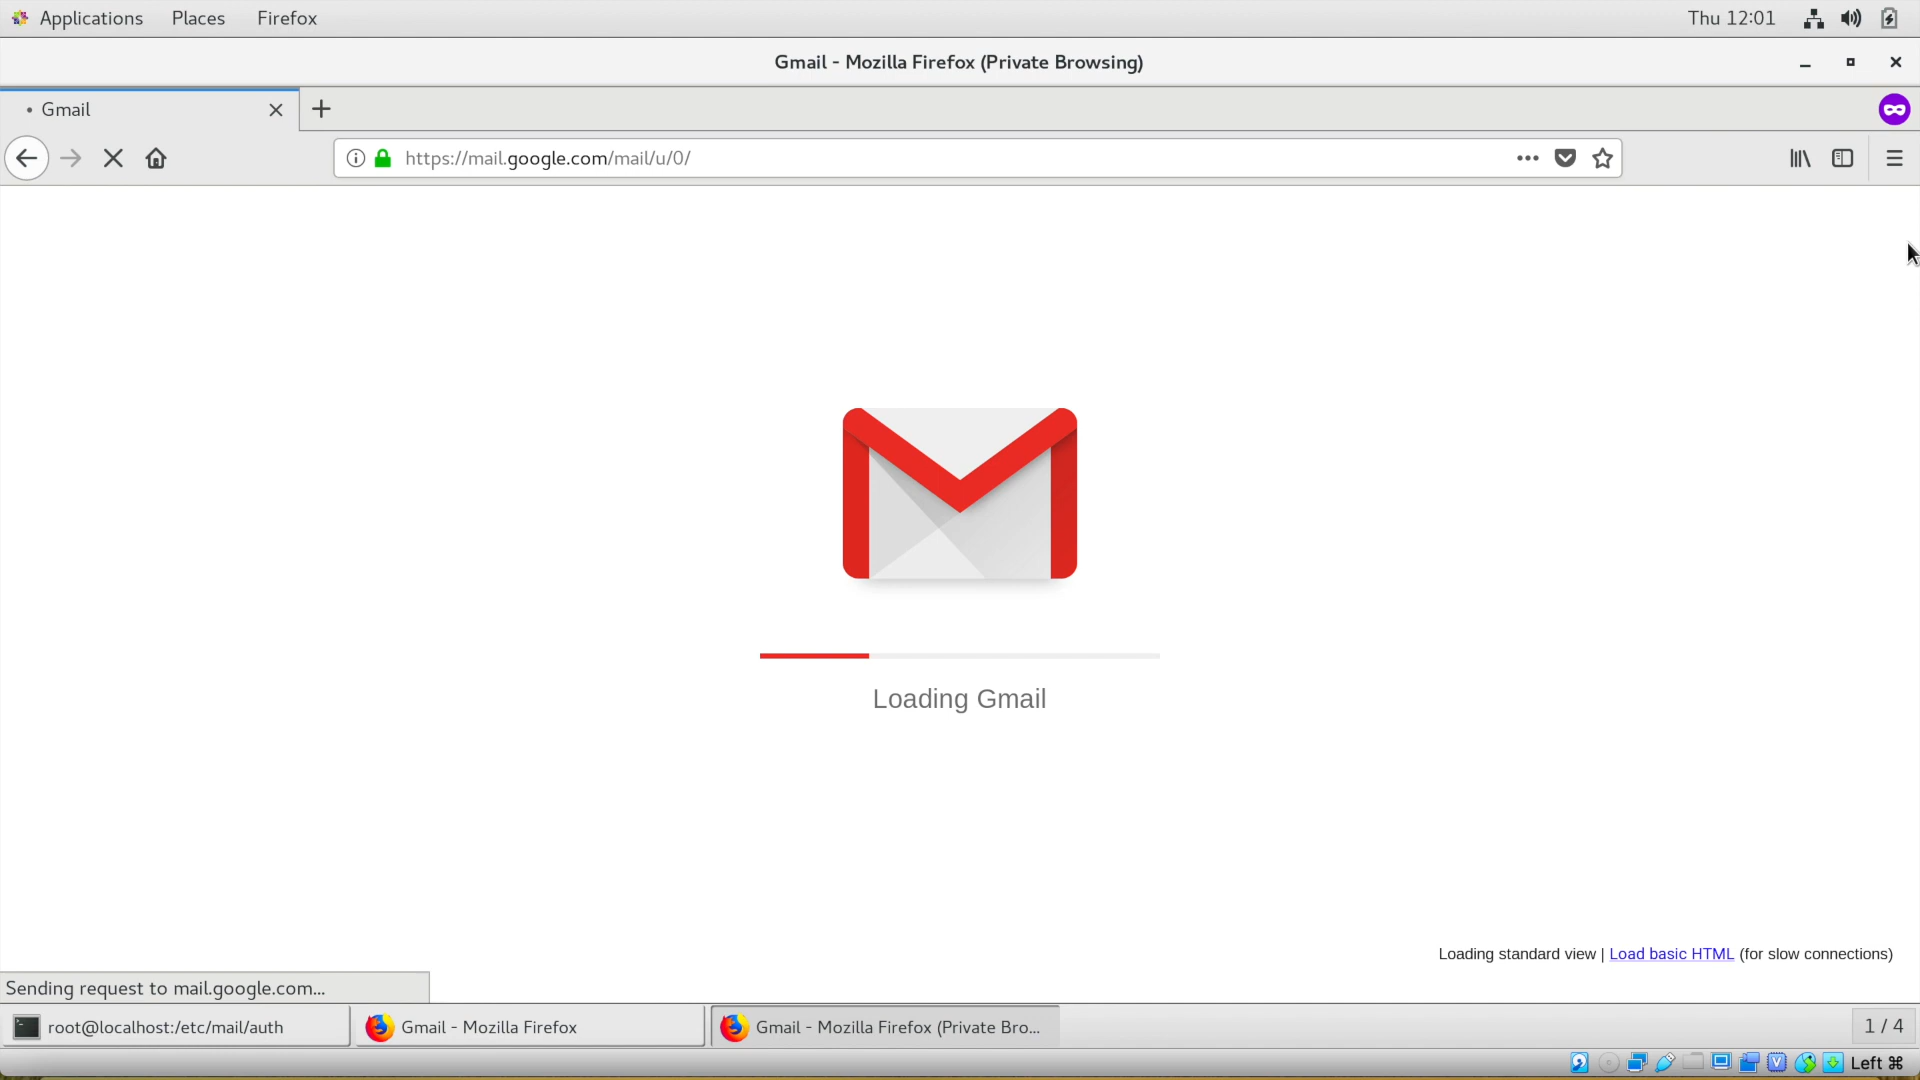 Applications Places Firefox Thu 12:01
Gmail - Mozilla Firefox (Private Browsing)
Gmail
https://mail.google.com/mail/u/0/
Loading Gmail
Loading standard view | Load basic HTML (for slow connections)
Sending request to mail.google.com...
root@localhost:/etc/mail/auth Gmail - Mozilla Firefox Gmail - Mozilla Firefox (Private Bro... 1 / 4
Left ⌘